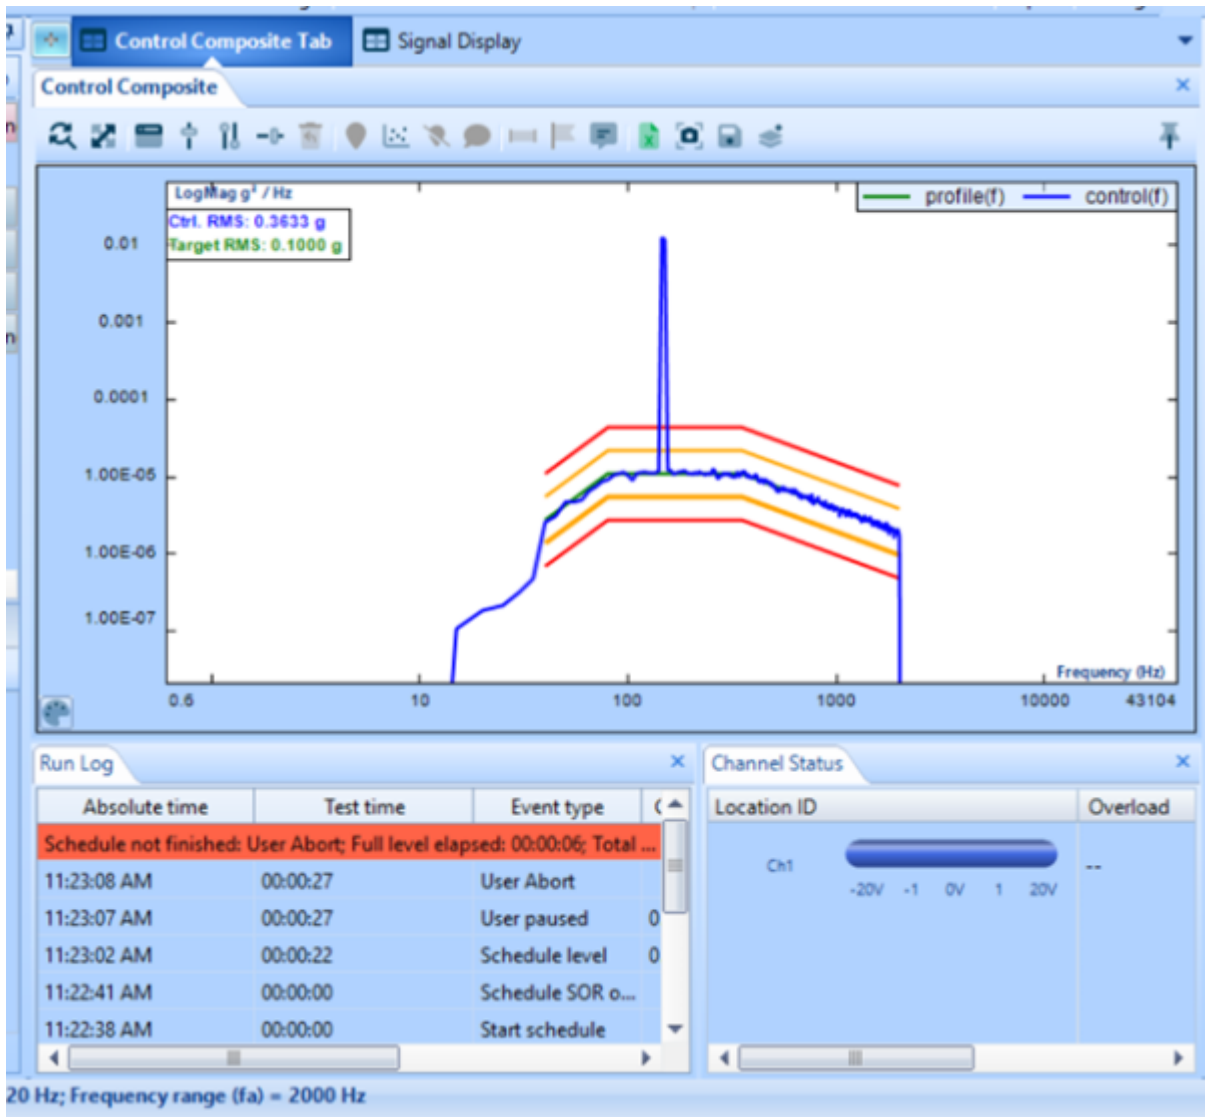 Control Composite Tab
Signal Display
Control Composite
LogMag g² / Hz
profile(f)
control(f)
Ctrl. RMS: 0.3633 g
Target RMS: 0.1000 g
0.01
0.001
0.0001
1.00E-05
1.00E-06
1.00E-07
Frequency (Hz)
0.6
10
100
1000
10000
43104
Run Log
Absolute time
Test time
Event type
Schedule not finished: User Abort; Full level elapsed: 00:00:06; Total ...
11:23:08 AM 00:00:27 User Abort
11:23:07 AM 00:00:27 User paused 0
11:23:02 AM 00:00:22 Schedule level 0
11:22:41 AM 00:00:00 Schedule SOR o...
11:22:38 AM 00:00:00 Start schedule
Channel Status
Location ID
Overload
Ch1
--
-20V -1 0V 1 20V
20 Hz; Frequency range (fa) = 2000 Hz